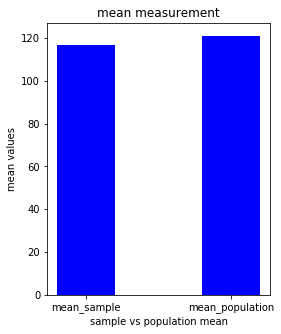 mean measurement
120
100
80
60
40
20
0
mean values
mean_sample mean_population
sample vs population mean